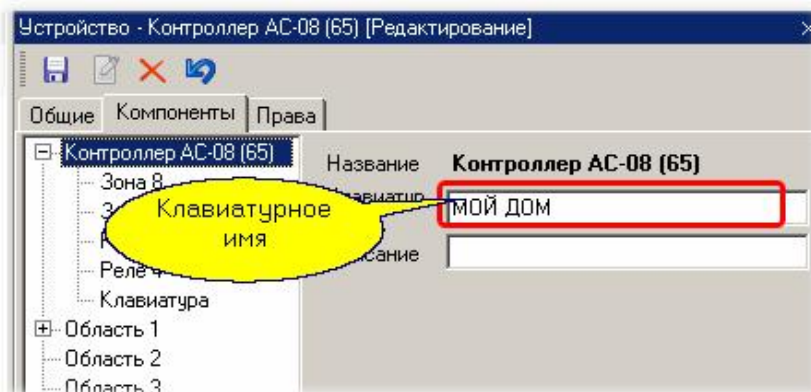 Устройство - Контроллер АС-08 (65) [Редактирование]
Общие Компоненты Права
Контроллер АС-08 (65)
Зона 8
Реле
Клавиатура
Область 1
Область 2
Область 3
Клавиатурное
имя
Название Контроллер АС-08 (65)
МОЙ ДОМ